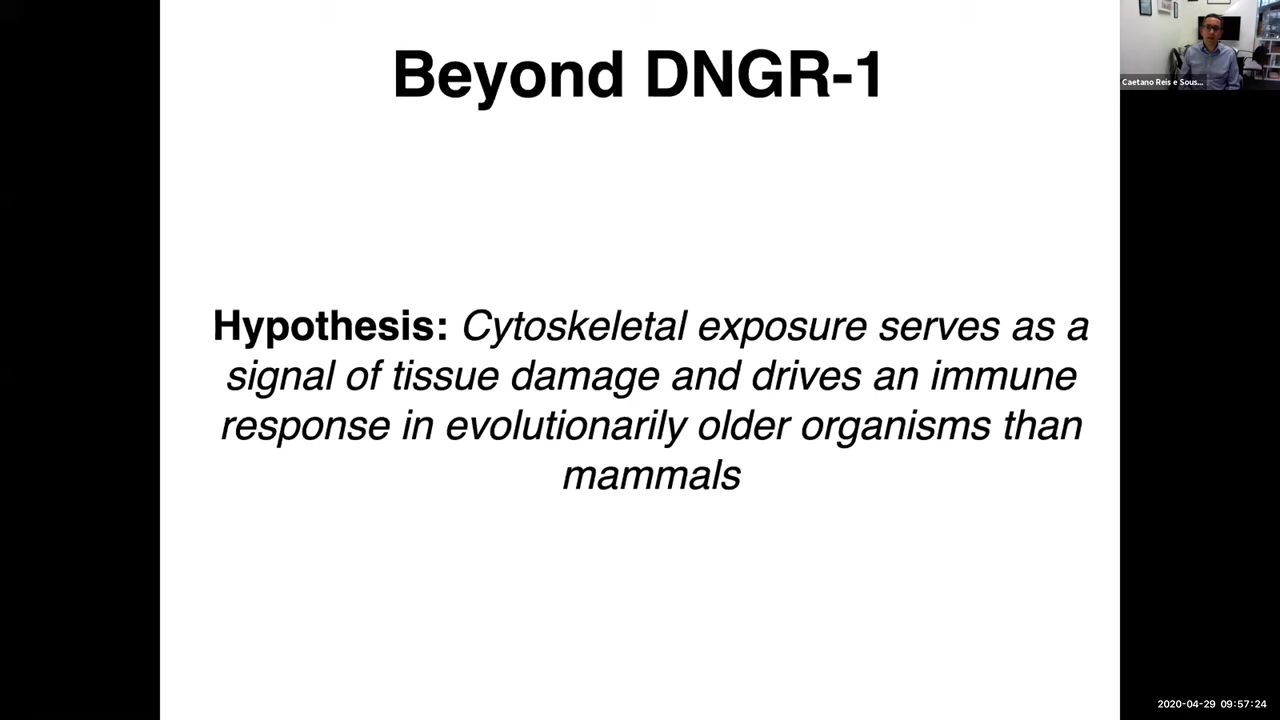 Beyond DNGR-1
Caetano Reis e Sous...
Hypothesis: Cytoskeletal exposure serves as a
signal of tissue damage and drives an immune
response in evolutionarily older organisms than
mammals
2020-04-29 09:57:24